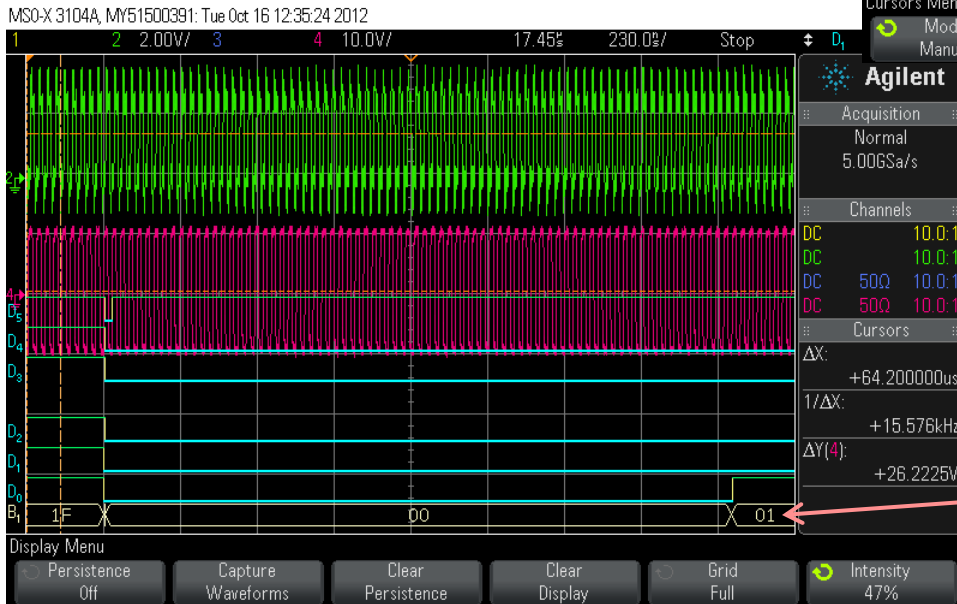 MSO-X 3104A, MY51500391: Tue Oct 16 12:35:24 2012
Cursors Men
Mod
Manu
1 2 2.00V/ 3 4 10.0V/ 17.45s 230.0s/ Stop D1
Agilent
Acquisition
Normal
5.00GSa/s
Channels
DC 10.0:1
DC 10.0:1
DC 50Ω 10.0:1
DC 50Ω 10.0:1
Cursors
ΔX:
+64.200000us
1/ΔX:
+15.576kHz
ΔY(4):
+26.2225V
2
4
D5
D4
D3
D2
D1
D0
B1 1F 00 01
Display Menu
Persistence
Off
Capture
Waveforms
Clear
Persistence
Clear
Display
Grid
Full
Intensity
47%